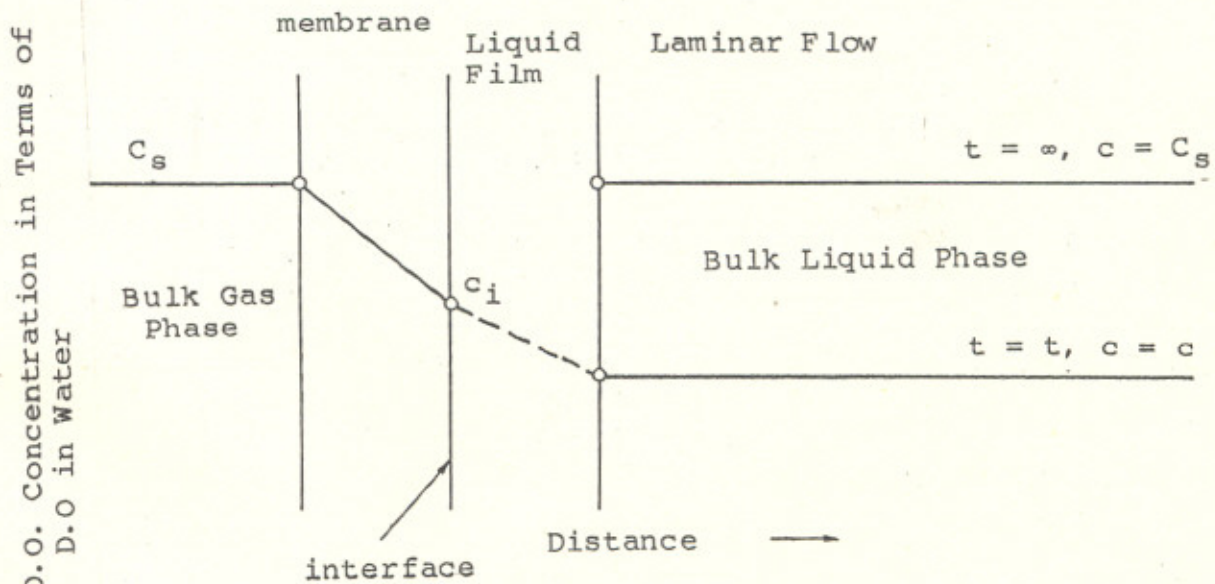 D.O. Concentration in Terms of
D.O in Water
membrane
Liquid
Film
Laminar Flow
C_s
t = ∞, c = C_s
Bulk Gas
Phase
c_i
Bulk Liquid Phase
t = t, c = c
interface
Distance